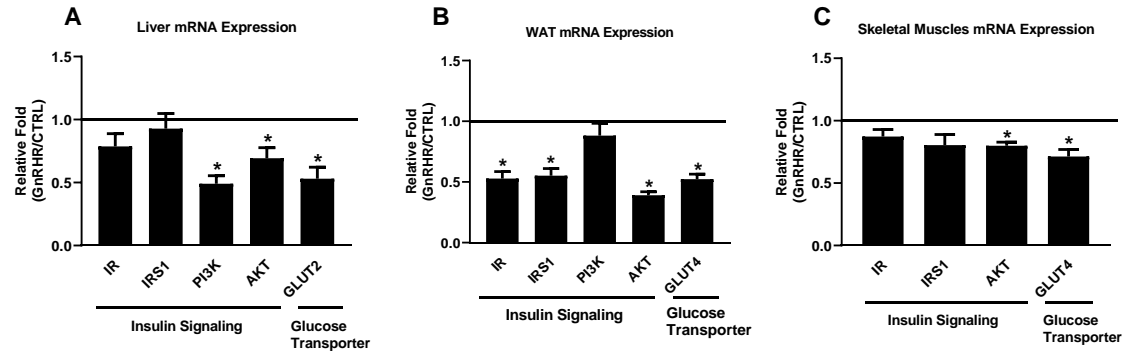 A
Liver mRNA Expression
Relative Fold
(GnRHR/CTRL)
1.5
1.0
0.5
0.0
*
*
*
IR
IRS1
PI3K
AKT
GLUT2
Insulin Signaling
Glucose
Transporter
B
WAT mRNA Expression
Relative Fold
(GnRHR/CTRL)
1.5
1.0
0.5
0.0
*
*
*
*
IR
IRS1
PI3K
AKT
GLUT4
Insulin Signaling
Glucose
Transporter
C
Skeletal Muscles mRNA Expression
Relative Fold
(GnRHR/CTRL)
1.5
1.0
0.5
0.0
*
*
IR
IRS1
AKT
GLUT4
Insulin Signaling
Glucose
Transporter